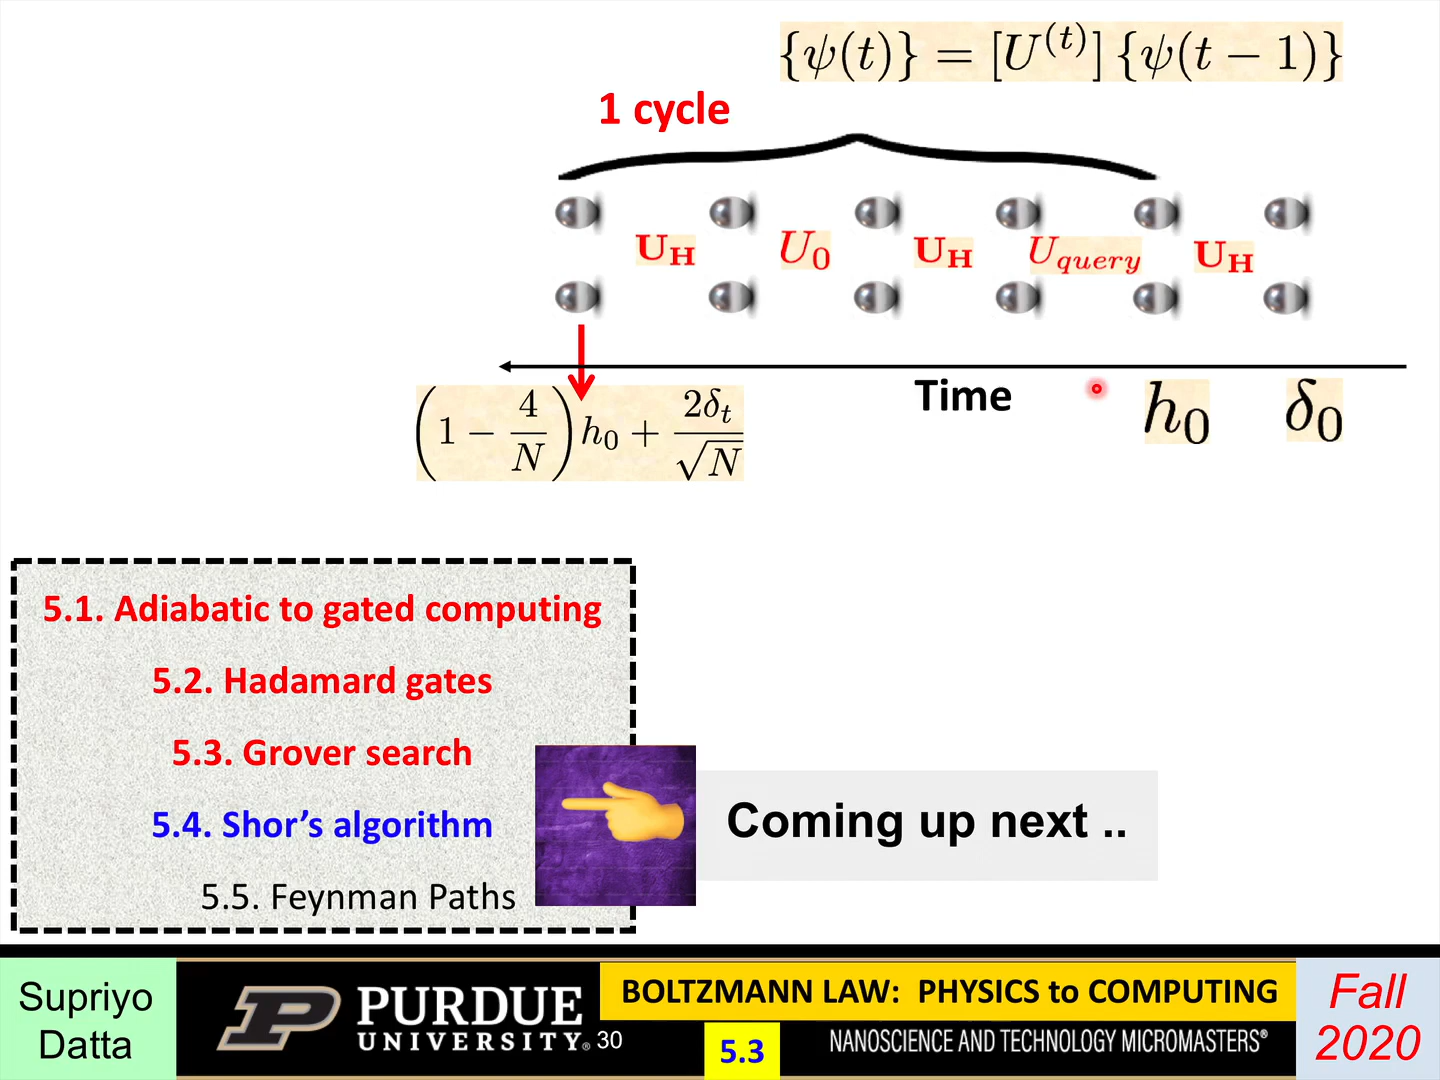 {ψ(t)} = [U^(t)] {ψ(t − 1)}
1 cycle
U_H U_0 U_H U_query U_H
Time
h_0 δ_0
(1 − 4/N) h_0 + 2δ_t/√N
5.1. Adiabatic to gated computing
5.2. Hadamard gates
5.3. Grover search
5.4. Shor’s algorithm
5.5. Feynman Paths
Coming up next ..
Supriyo
Datta
P PURDUE
UNIVERSITY® 30
BOLTZMANN LAW: PHYSICS to COMPUTING
5.3
NANOSCIENCE AND TECHNOLOGY MICROMASTERS®
Fall
2020